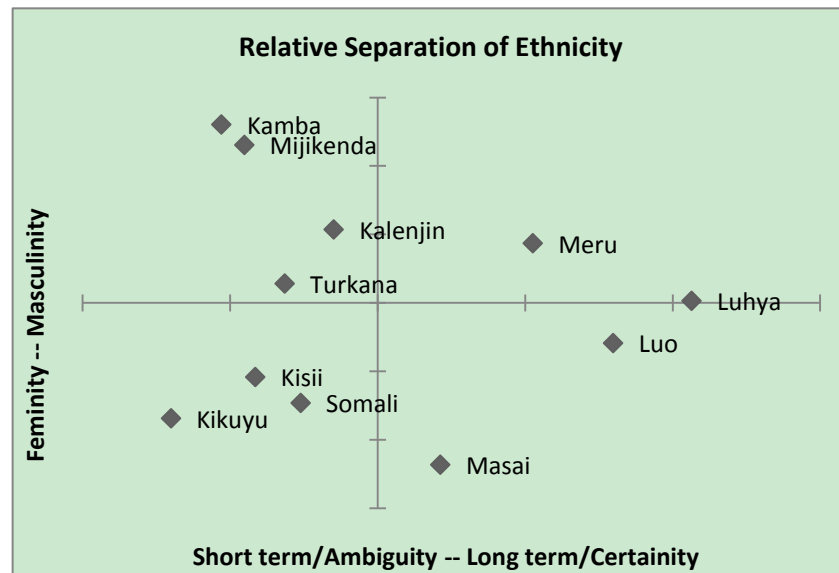 Relative Separation of Ethnicity
Kamba
Mijikenda
Kalenjin
Meru
Turkana
Luhya
Luo
Kisii
Somali
Kikuyu
Masai
Feminity -- Masculinity
Short term/Ambiguity -- Long term/Certainity